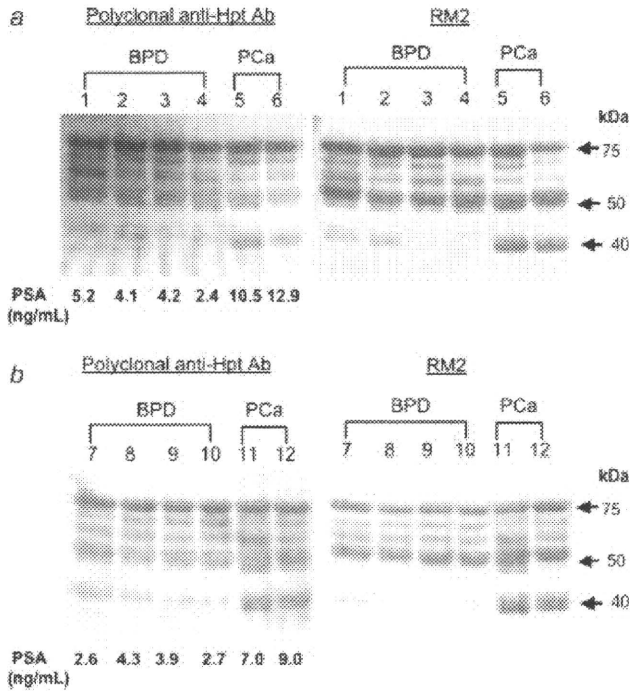 a
Polyclonal anti-Hpt Ab RM2
BPD PCa BPD PCa
1 2 3 4 5 6 1 2 3 4 5 6 kDa
75
50
40
PSA 5.2 4.1 4.2 2.4 10.5 12.9
(ng/mL)
b
Polyclonal anti-Hpt Ab RM2
BPD PCa BPD PCa
7 8 9 10 11 12 7 8 9 10 11 12
kDa
75
50
40
PSA 2.6 4.3 3.9 2.7 7.0 9.0
(ng/mL)